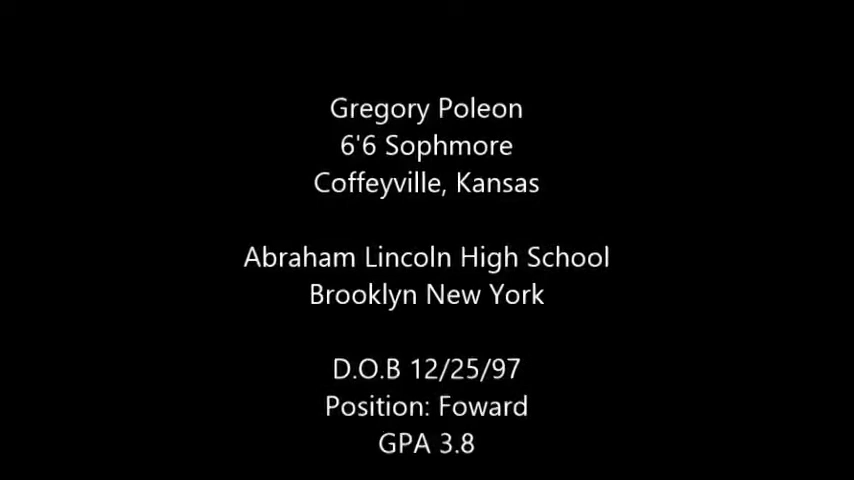 Gregory Poleon
6'6 Sophmore
Coffeyville, Kansas
Abraham Lincoln High School
Brooklyn New York
D.O.B 12/25/97
Position: Foward
GPA 3.8